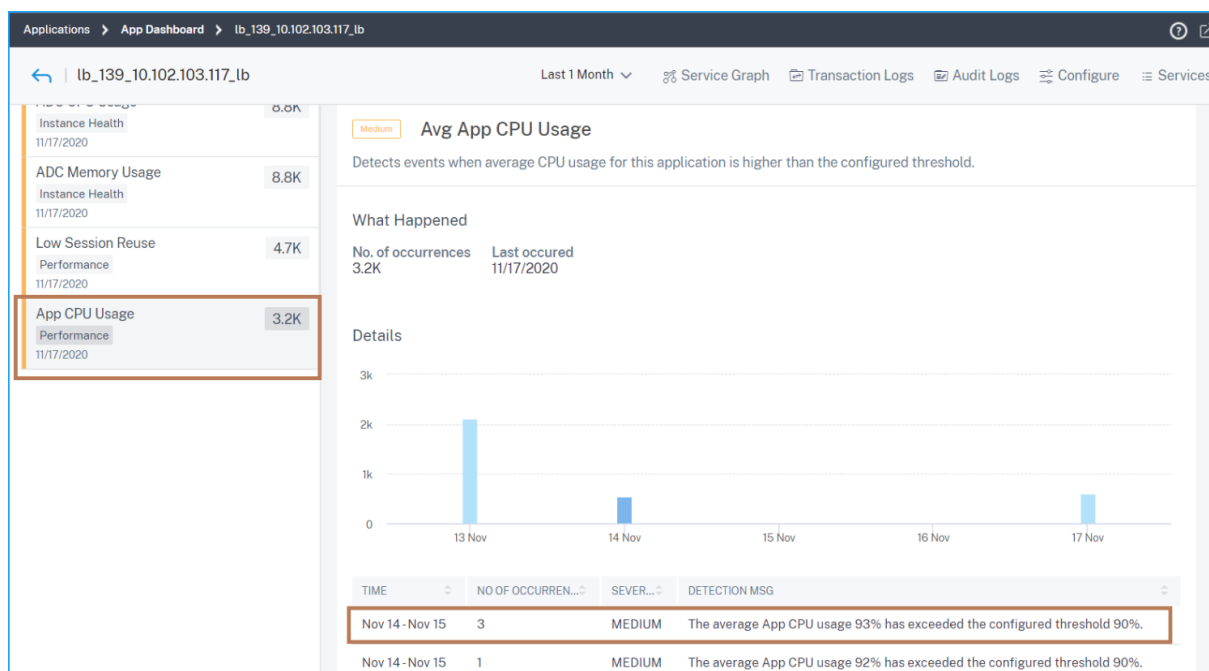 Applications > App Dashboard > lb_139_10.102.103.117_lb
lb_139_10.102.103.117_lb
Last 1 Month
Service Graph
Transaction Logs
Audit Logs
Configure
Services
8.8K
Instance Health
11/17/2020
ADC Memory Usage
8.8K
Instance Health
11/17/2020
Low Session Reuse
4.7K
Performance
11/17/2020
App CPU Usage
3.2K
Performance
11/17/2020
Medium
Avg App CPU Usage
Detects events when average CPU usage for this application is higher than the configured threshold.
What Happened
No. of occurrences Last occured
3.2K 11/17/2020
Details
3k
2k
1k
0
13 Nov 14 Nov 15 Nov 16 Nov 17 Nov
TIME NO OF OCCURREN... SEVER... DETECTION MSG
Nov 14 - Nov 15 3 MEDIUM The average App CPU usage 93% has exceeded the configured threshold 90%.
Nov 14 - Nov 15 1 MEDIUM The average App CPU usage 92% has exceeded the configured threshold 90%.